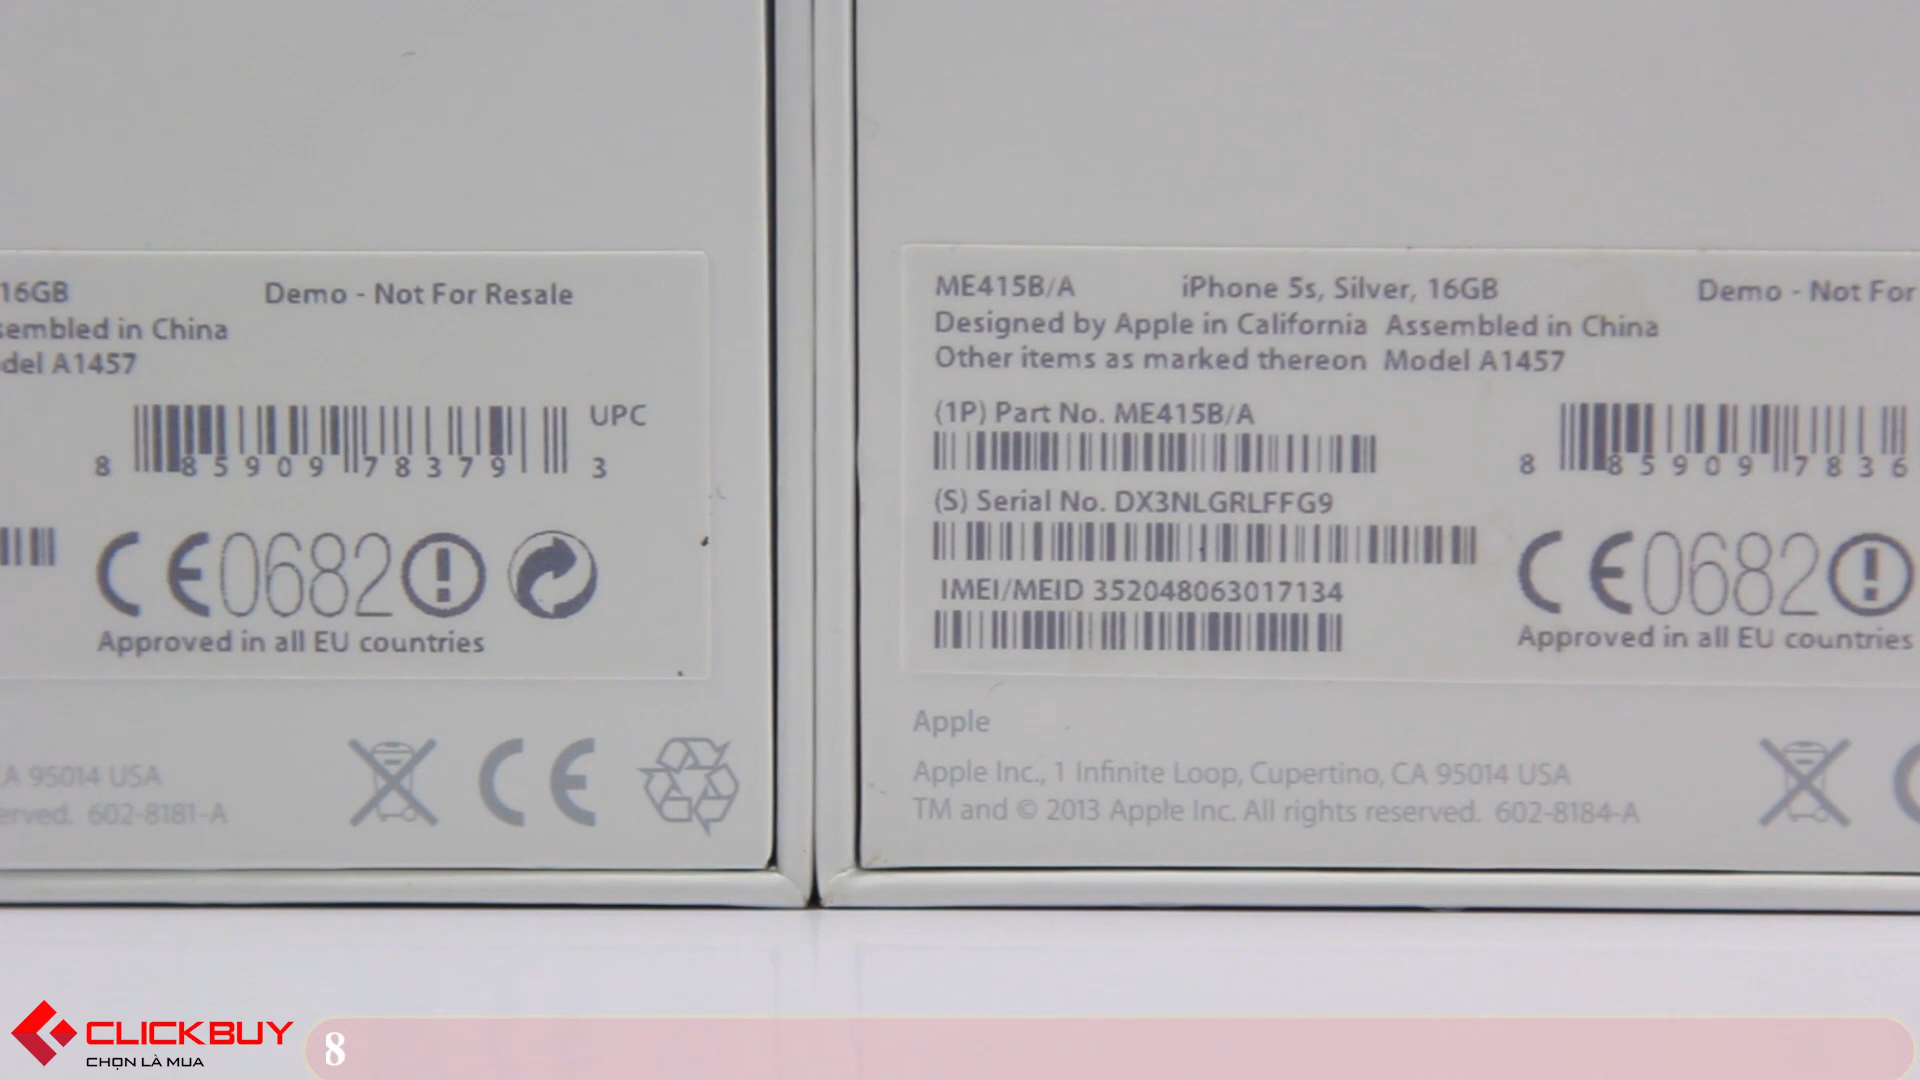 16GB
Demo - Not For Resale
sembled in China
del A1457
UPC
8 85909 78379 3
CE0682
Approved in all EU countries
CA 95014 USA
erved. 602-8181-A
CE
ME415B/A iPhone 5s, Silver, 16GB Demo - Not For
Designed by Apple in California Assembled in China
Other items as marked thereon Model A1457
(1P) Part No. ME415B/A
8 85909 7836
(S) Serial No. DX3NLGRLFFG9
IMEI/MEID 352048063017134
CE0682
Approved in all EU countries
Apple
Apple Inc., 1 Infinite Loop, Cupertino, CA 95014 USA
TM and © 2013 Apple Inc. All rights reserved. 602-8184-A
CLICKBUY
CHỌN LÀ MUA
8